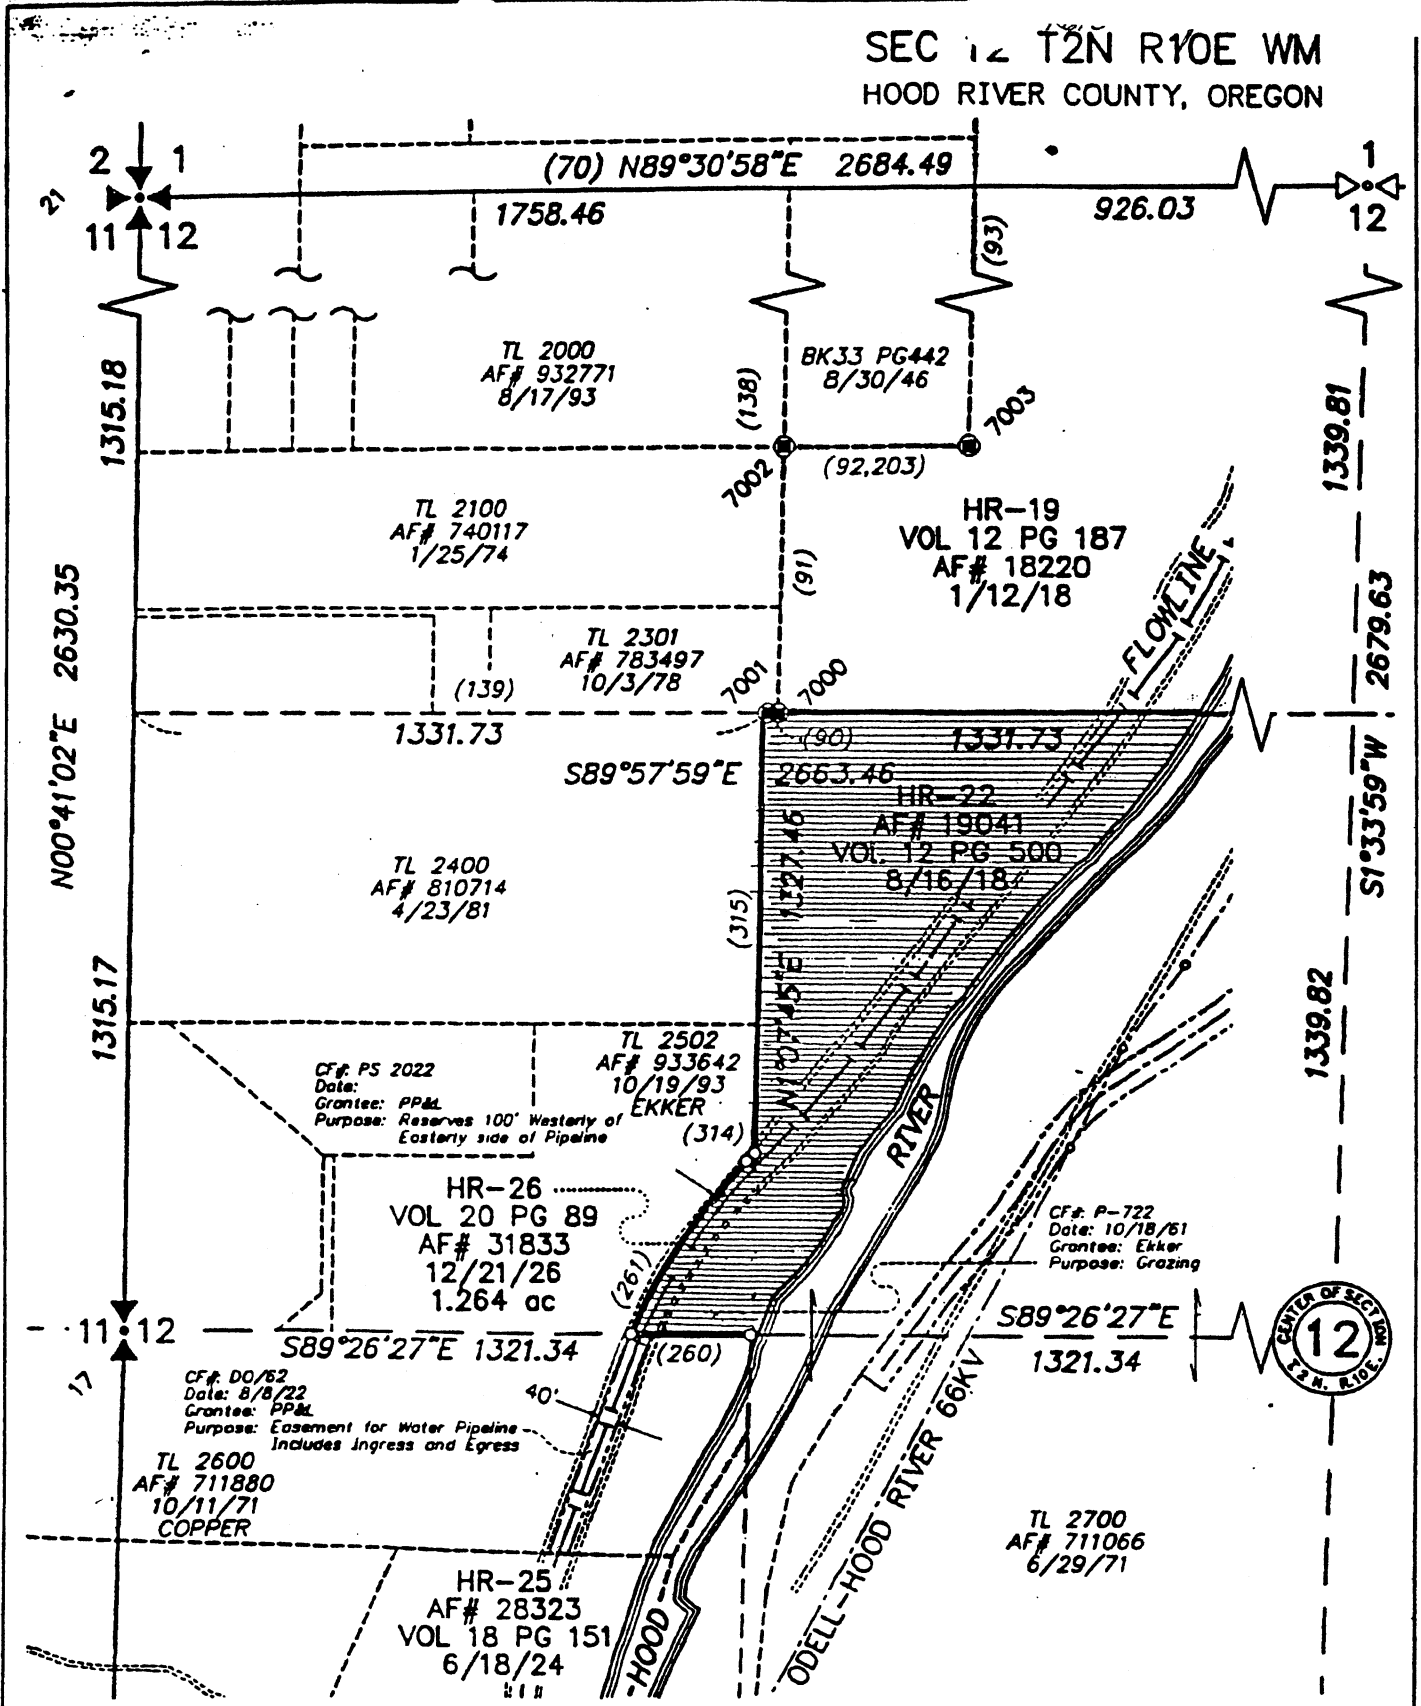 SEC 12 T2N R10E WM
HOOD RIVER COUNTY, OREGON
2 1
11 12
21
(70) N89°30'58"E 2684.49
1758.46
926.03
1
12
(93)
1315.18
TL 2000
AF# 932771
8/17/93
(138)
BK33 PG442
8/30/46
7003
7002
(92,203)
1339.81
TL 2100
AF# 740117
1/25/74
(91)
HR-19
VOL 12 PG 187
AF# 18220
1/12/18
FLOWLINE
N00°41'02"E 2630.35
S1°33'59"W 2679.63
TL 2301
AF# 783497
10/3/78
(139)
7001
7000
1331.73
(90)
1331.73
S89°57'59"E 2663.46
HR-22
AF# 19041
VOL 12 PG 500
8/16/18
TL 2400
AF# 810714
4/23/81
(315)
N1°07'45"E 1327.46
1315.17
1339.82
TL 2502
AF# 933642
10/19/93
EKKER
(314)
CF#: PS 2022
Date:
Grantee: PP&L
Purpose: Reserves 100' Westerly of
Easterly side of Pipeline
RIVER
HR-26
VOL 20 PG 89
AF# 31833
12/21/26
1.264 ac
(261)
CF#: P-722
Date: 10/18/61
Grantee: Ekker
Purpose: Grazing
11 12
S89°26'27"E 1321.34
(260)
S89°26'27"E
1321.34
CENTER OF SECTION
12
T.2 N. R.10E.
17
CF#: DO/62
Date: 8/8/22
Grantee: PP&L
Purpose: Easement for Water Pipeline
Includes Ingress and Egress
40'
TL 2600
AF# 711880
10/11/71
COPPER
ODELL-HOOD RIVER 66KV
TL 2700
AF# 711066
6/29/71
HR-25
AF# 28323
VOL 18 PG 151
6/18/24
HOOD